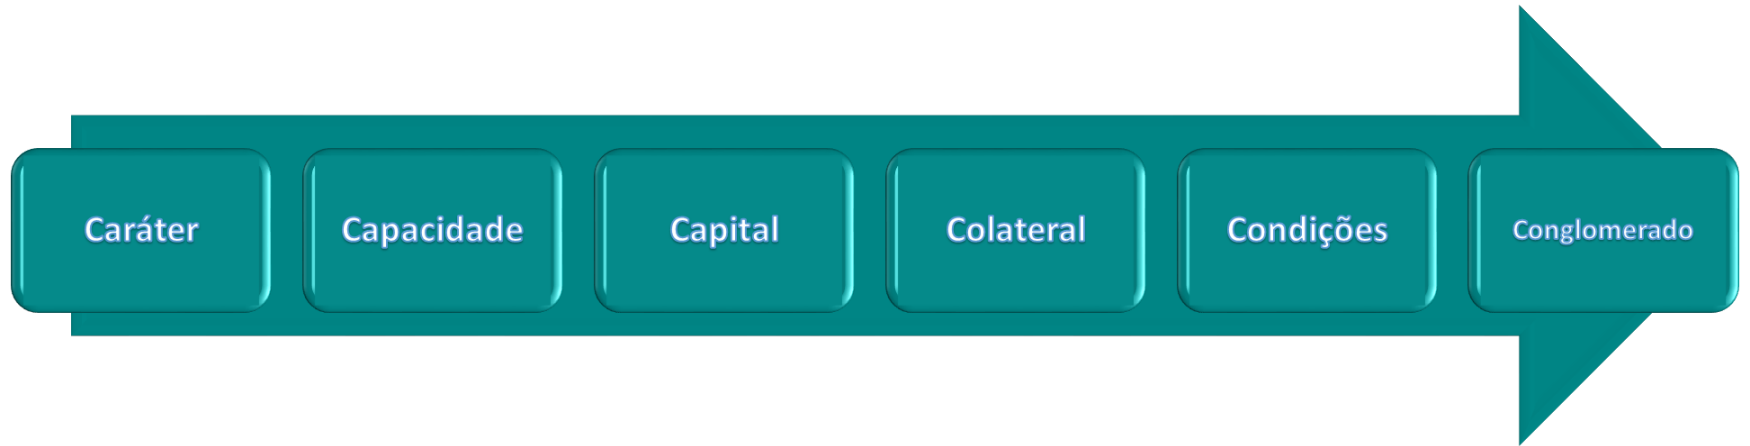 Caráter
Capacidade
Capital
Colateral
Condições
Conglomerado